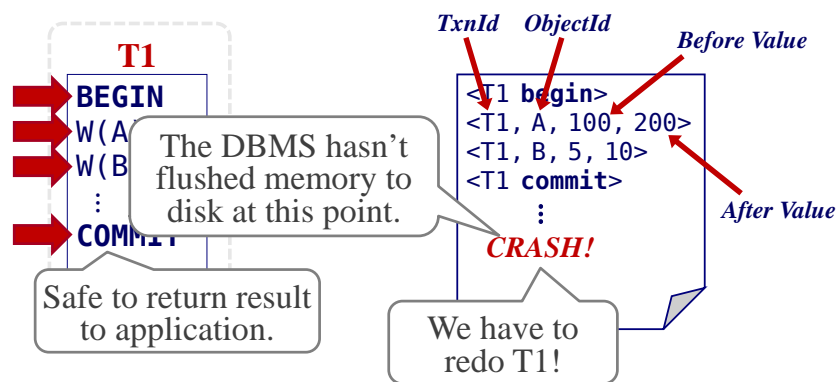 TxnId
ObjectId
Before Value
T1
BEGIN
W(A
W(B
⋮
COMMIT
The DBMS hasn't
flushed memory to
disk at this point.
Safe to return result
to application.
<T1 begin>
<T1, A, 100, 200>
<T1, B, 5, 10>
<T1 commit>
⋮
CRASH!
After Value
We have to
redo T1!